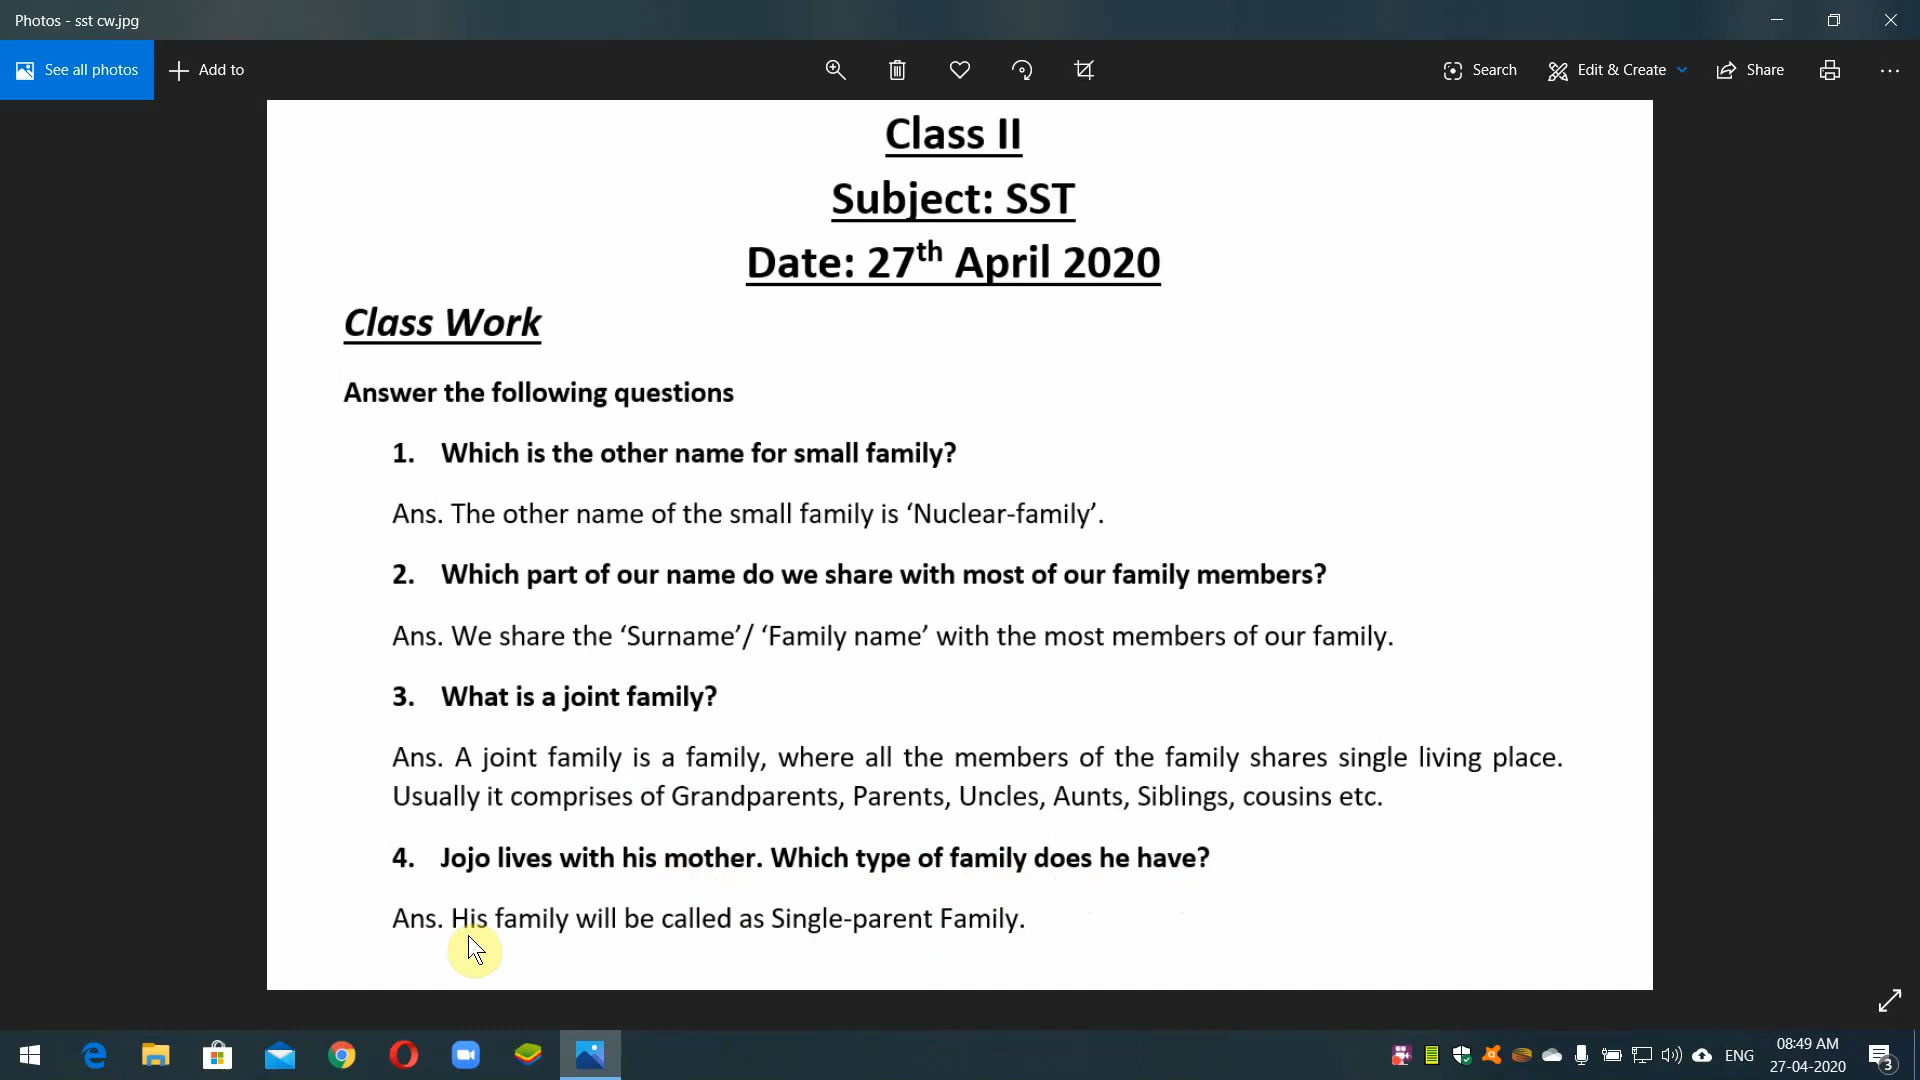 Photos - sst cw.jpg
See all photos
Add to
Search
Edit & Create
Share
Class II
Subject: SST
Date: 27th April 2020
Class Work
Answer the following questions
1. Which is the other name for small family?
Ans. The other name of the small family is ‘Nuclear-family’.
2. Which part of our name do we share with most of our family members?
Ans. We share the ‘Surname’/ ‘Family name’ with the most members of our family.
3. What is a joint family?
Ans. A joint family is a family, where all the members of the family shares single living place.
Usually it comprises of Grandparents, Parents, Uncles, Aunts, Siblings, cousins etc.
4. Jojo lives with his mother. Which type of family does he have?
Ans. His family will be called as Single-parent Family.
ENG
08:49 AM
27-04-2020
3